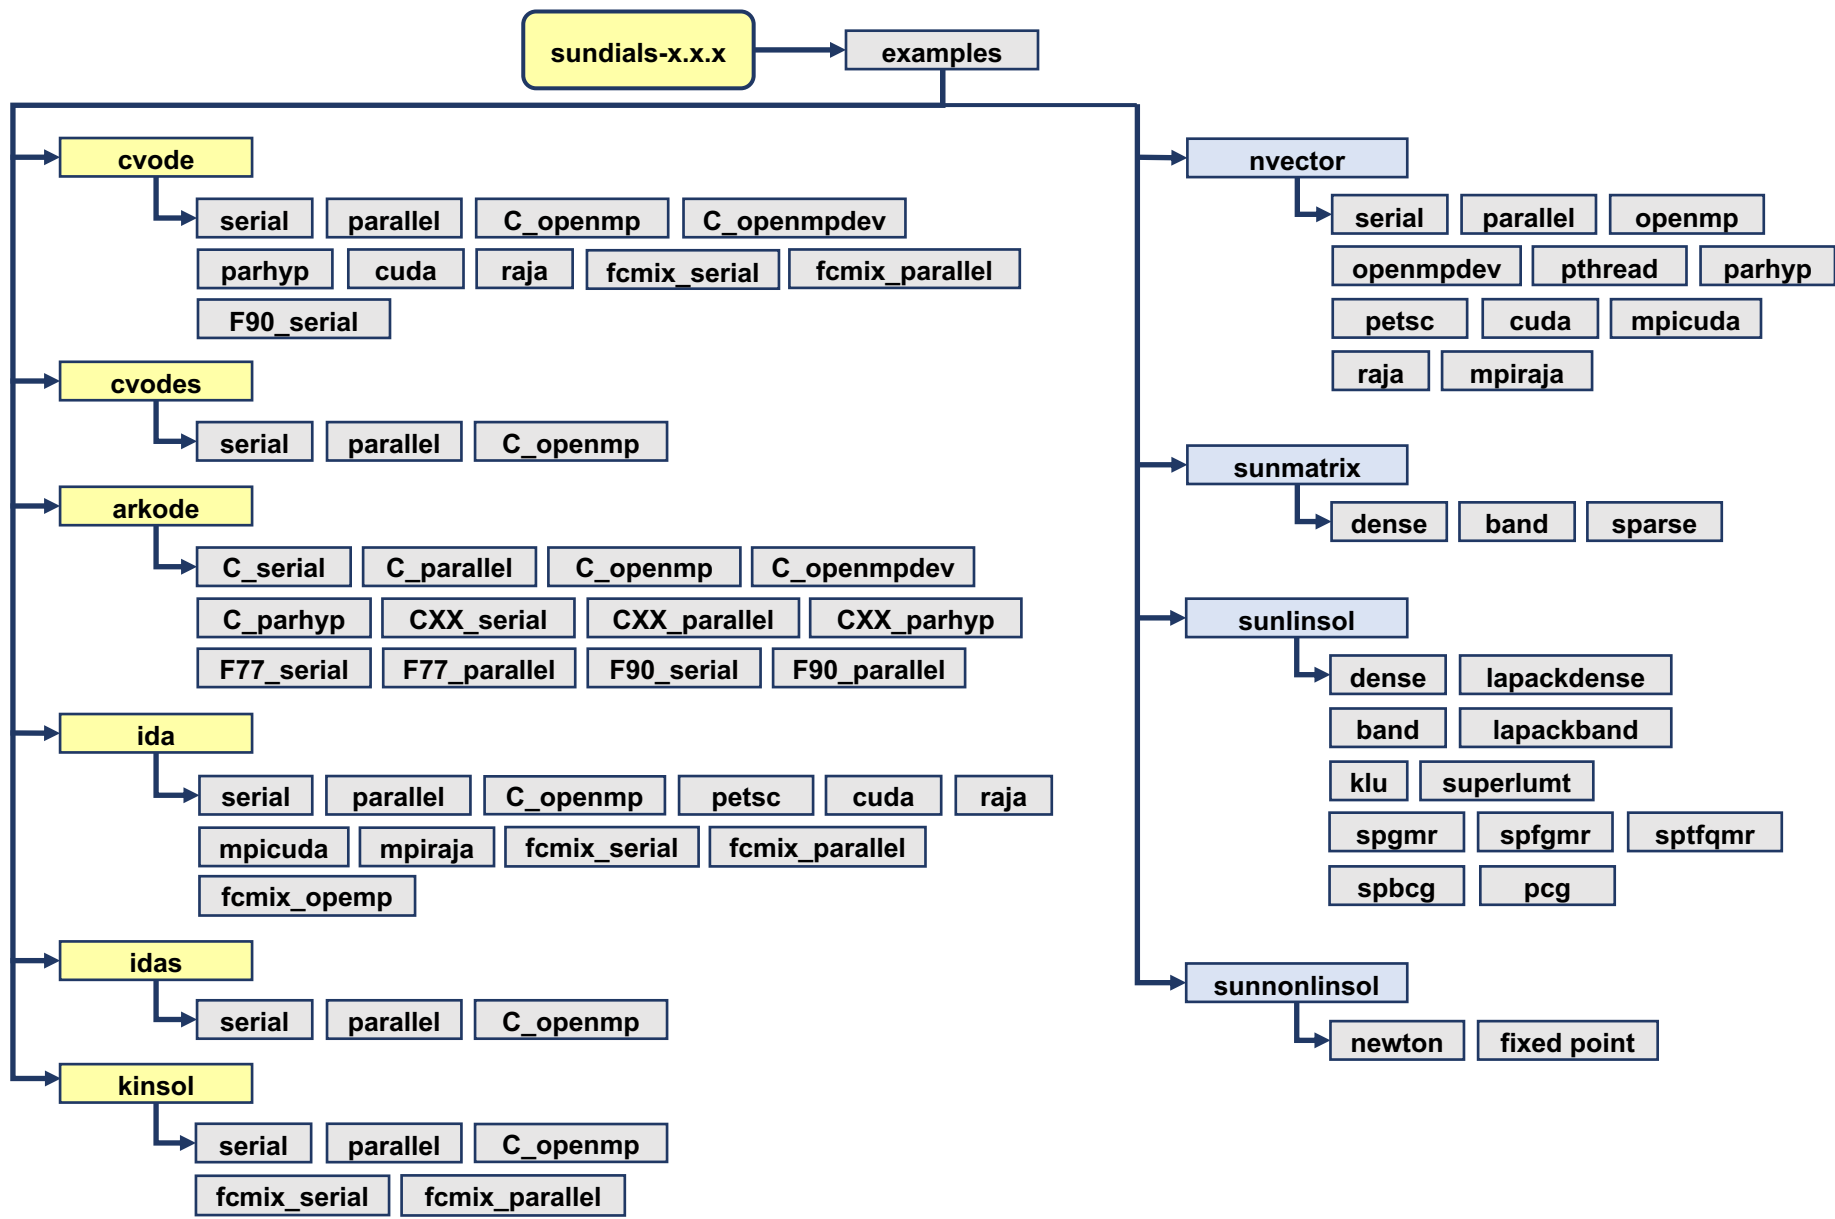 sundials-x.x.x examples
cvode
serial parallel C_openmp C_openmpdev
parhyp cuda raja fcmix_serial fcmix_parallel
F90_serial
cvodes
serial parallel C_openmp
arkode
C_serial C_parallel C_openmp C_openmpdev
C_parhyp CXX_serial CXX_parallel CXX_parhyp
F77_serial F77_parallel F90_serial F90_parallel
ida
serial parallel C_openmp petsc cuda raja
mpicuda mpiraja fcmix_serial fcmix_parallel
fcmix_opemp
idas
serial parallel C_openmp
kinsol
serial parallel C_openmp
fcmix_serial fcmix_parallel
nvector
serial parallel openmp
openmpdev pthread parhyp
petsc cuda mpicuda
raja mpiraja
sunmatrix
dense band sparse
sunlinsol
dense lapackdense
band lapackband
klu superlumt
spgmr spfgmr sptfqmr
spbcg pcg
sunnonlinsol
newton fixed point